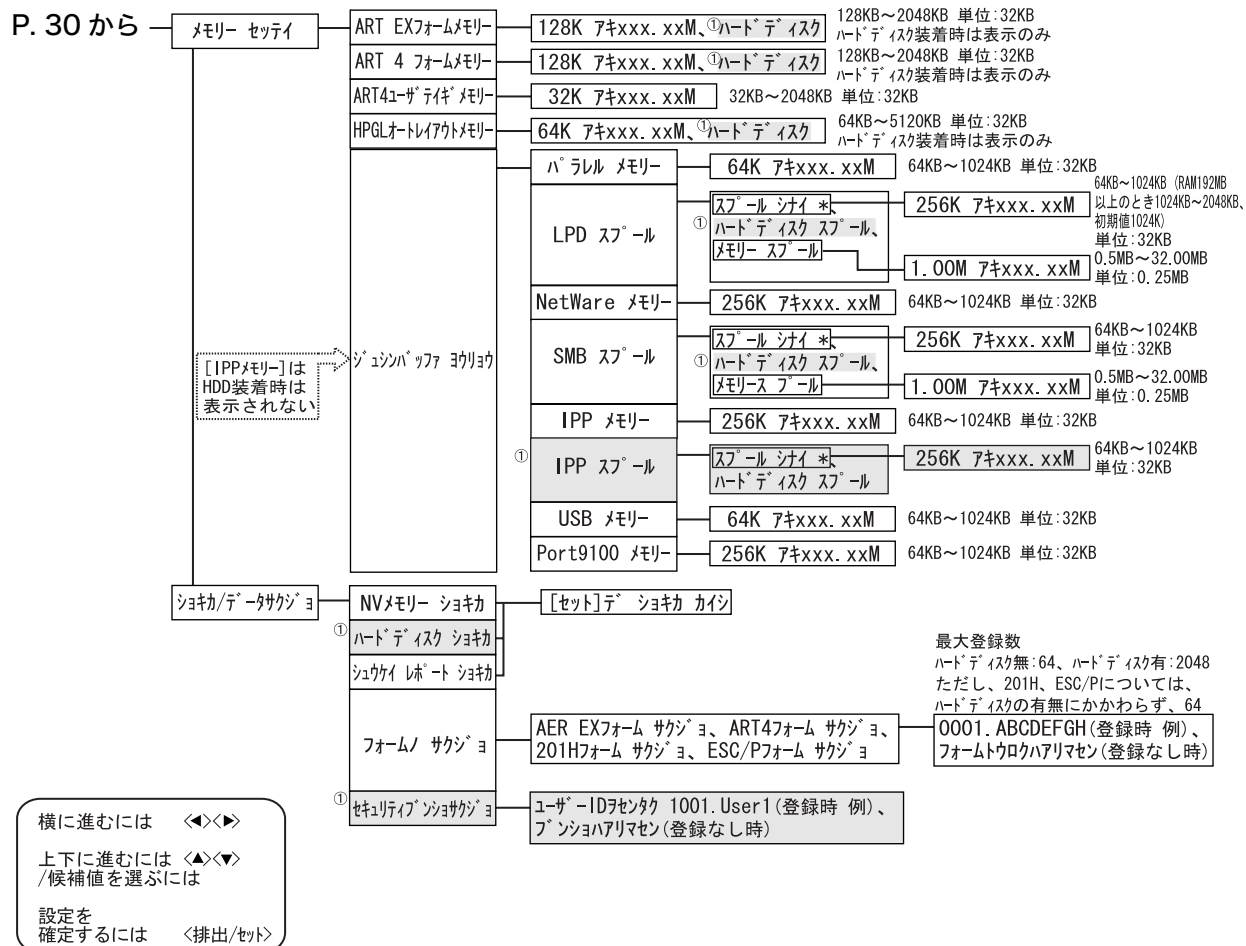 P. 30 から
メモリー セッテイ
ART EXフォームメモリー
128K アキxxx. xxM、①ハードディスク
128KB～2048KB 単位:32KB
ハードディスク装着時は表示のみ
ART 4 フォームメモリー
128K アキxxx. xxM、①ハードディスク
128KB～2048KB 単位:32KB
ハードディスク装着時は表示のみ
ART4ユーザテイギメモリー
32K アキxxx. xxM
32KB～2048KB 単位:32KB
HPGLオートレイアウトメモリー
64K アキxxx. xxM、①ハードディスク
64KB～5120KB 単位:32KB
ハードディスク装着時は表示のみ
ジュシンバッファ ヨウリョウ
[IPPメモリー]は
HDD装着時は
表示されない
パラレル メモリー
64K アキxxx. xxM
64KB～1024KB 単位:32KB
LPD スプール
①
スプール シナイ *、
ハードディスク スプール、
メモリー スプール
256K アキxxx. xxM
64KB～1024KB (RAM192MB
以上のとき1024KB～2048KB、
初期値1024K)
単位:32KB
1. 00M アキxxx. xxM
0.5MB～32.00MB
単位:0. 25MB
NetWare メモリー
256K アキxxx. xxM
64KB～1024KB 単位:32KB
SMB スプール
①
スプール シナイ *、
ハードディスク スプール、
メモリース プール
256K アキxxx. xxM
64KB～1024KB
単位:32KB
1. 00M アキxxx. xxM
0.5MB～32.00MB
単位:0. 25MB
IPP メモリー
256K アキxxx. xxM
64KB～1024KB 単位:32KB
①
IPP スプール
スプール シナイ *、
ハードディスク スプール
256K アキxxx. xxM
64KB～1024KB
単位:32KB
USB メモリー
64K アキxxx. xxM
64KB～1024KB 単位:32KB
Port9100 メモリー
256K アキxxx. xxM
64KB～1024KB 単位:32KB
ショキカ/データサクジョ
NVメモリー ショキカ
[セット]デ ショキカ カイシ
①
ハードディスク ショキカ
シュウケイ レポート ショキカ
フォームノ サクジョ
AER EXフォーム サクジョ、ART4フォーム サクジョ、
201Hフォーム サクジョ、ESC/Pフォーム サクジョ
最大登録数
ハードディスク無:64、ハードディスク有:2048
ただし、201H、ESC/Pについては、
ハードディスクの有無にかかわらず、64
0001. ABCDEFGH(登録時 例)、
フォームトウロクハアリマセン(登録なし時)
①
セキュリティブンショサクジョ
ユーザーIDヲセンタク 1001. User1(登録時 例)、
ブンショハアリマセン(登録なし時)
横に進むには 〈◀〉〈▶〉
上下に進むには 〈▲〉〈▼〉
/候補値を選ぶには
設定を
確定するには 〈排出/セット〉